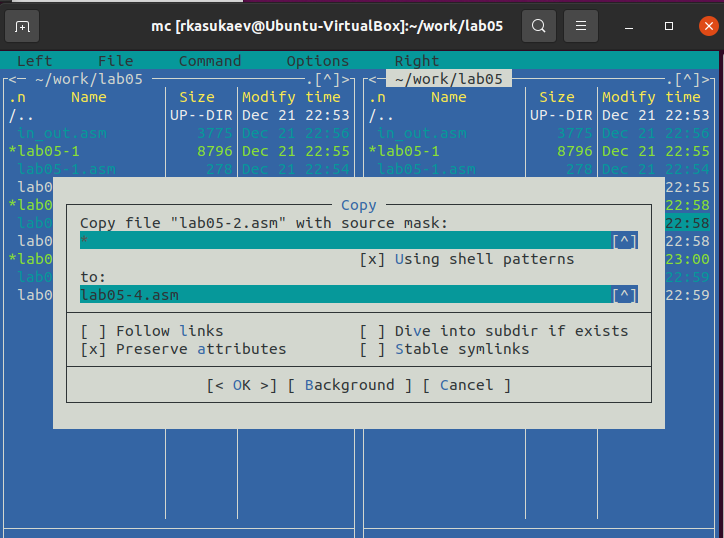 mc [rkasukaev@Ubuntu-VirtualBox]:~/work/lab05
Left File Command Options Right
<─ ~/work/lab05 ─.[^]> <─ ~/work/lab05 ─.[^]>
.n Name Size Modify time .n Name Size Modify time
/.. UP--DIR Dec 21 22:53 /.. UP--DIR Dec 21 22:53
in_out.asm 3775 Dec 21 22:56 in_out.asm 3775 Dec 21 22:56
*lab05-1 8796 Dec 21 22:55 *lab05-1 8796 Dec 21 22:55
lab05-1.asm 278 Dec 21 22:54 lab05-1.asm 278 Dec 21 22:54
lab0 22:55
*lab0 Copy 22:58
lab0 Copy file "lab05-2.asm" with source mask: 22:58
lab0 * [^] 22:58
*lab0 [x] Using shell patterns 23:00
lab0 to: 22:59
lab0 lab05-4.asm [^] 22:59
[ ] Follow links [ ] Dive into subdir if exists
[x] Preserve attributes [ ] Stable symlinks
[< OK >] [ Background ] [ Cancel ]